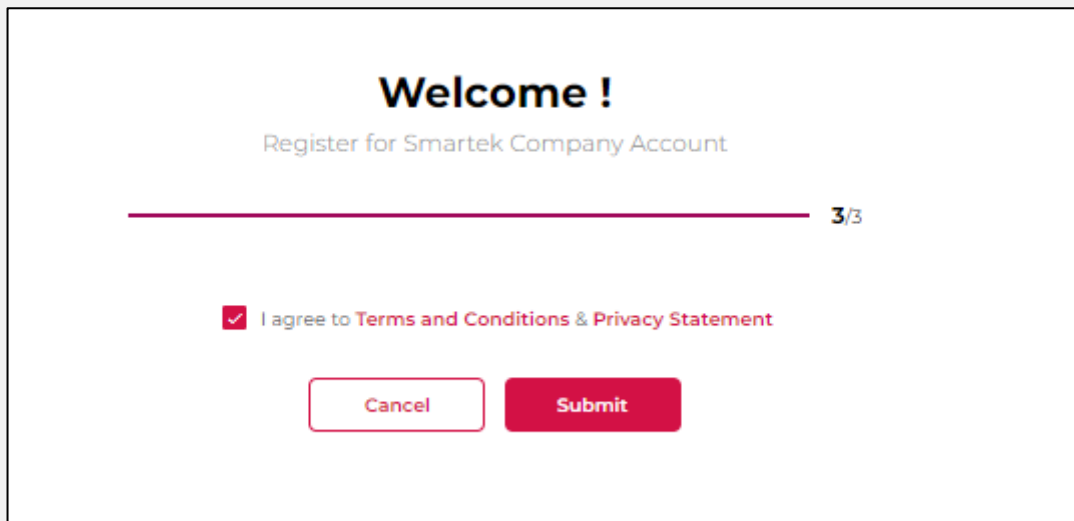 Welcome !
Register for Smartek Company Account
3/3
I agree to Terms and Conditions & Privacy Statement
Cancel
Submit